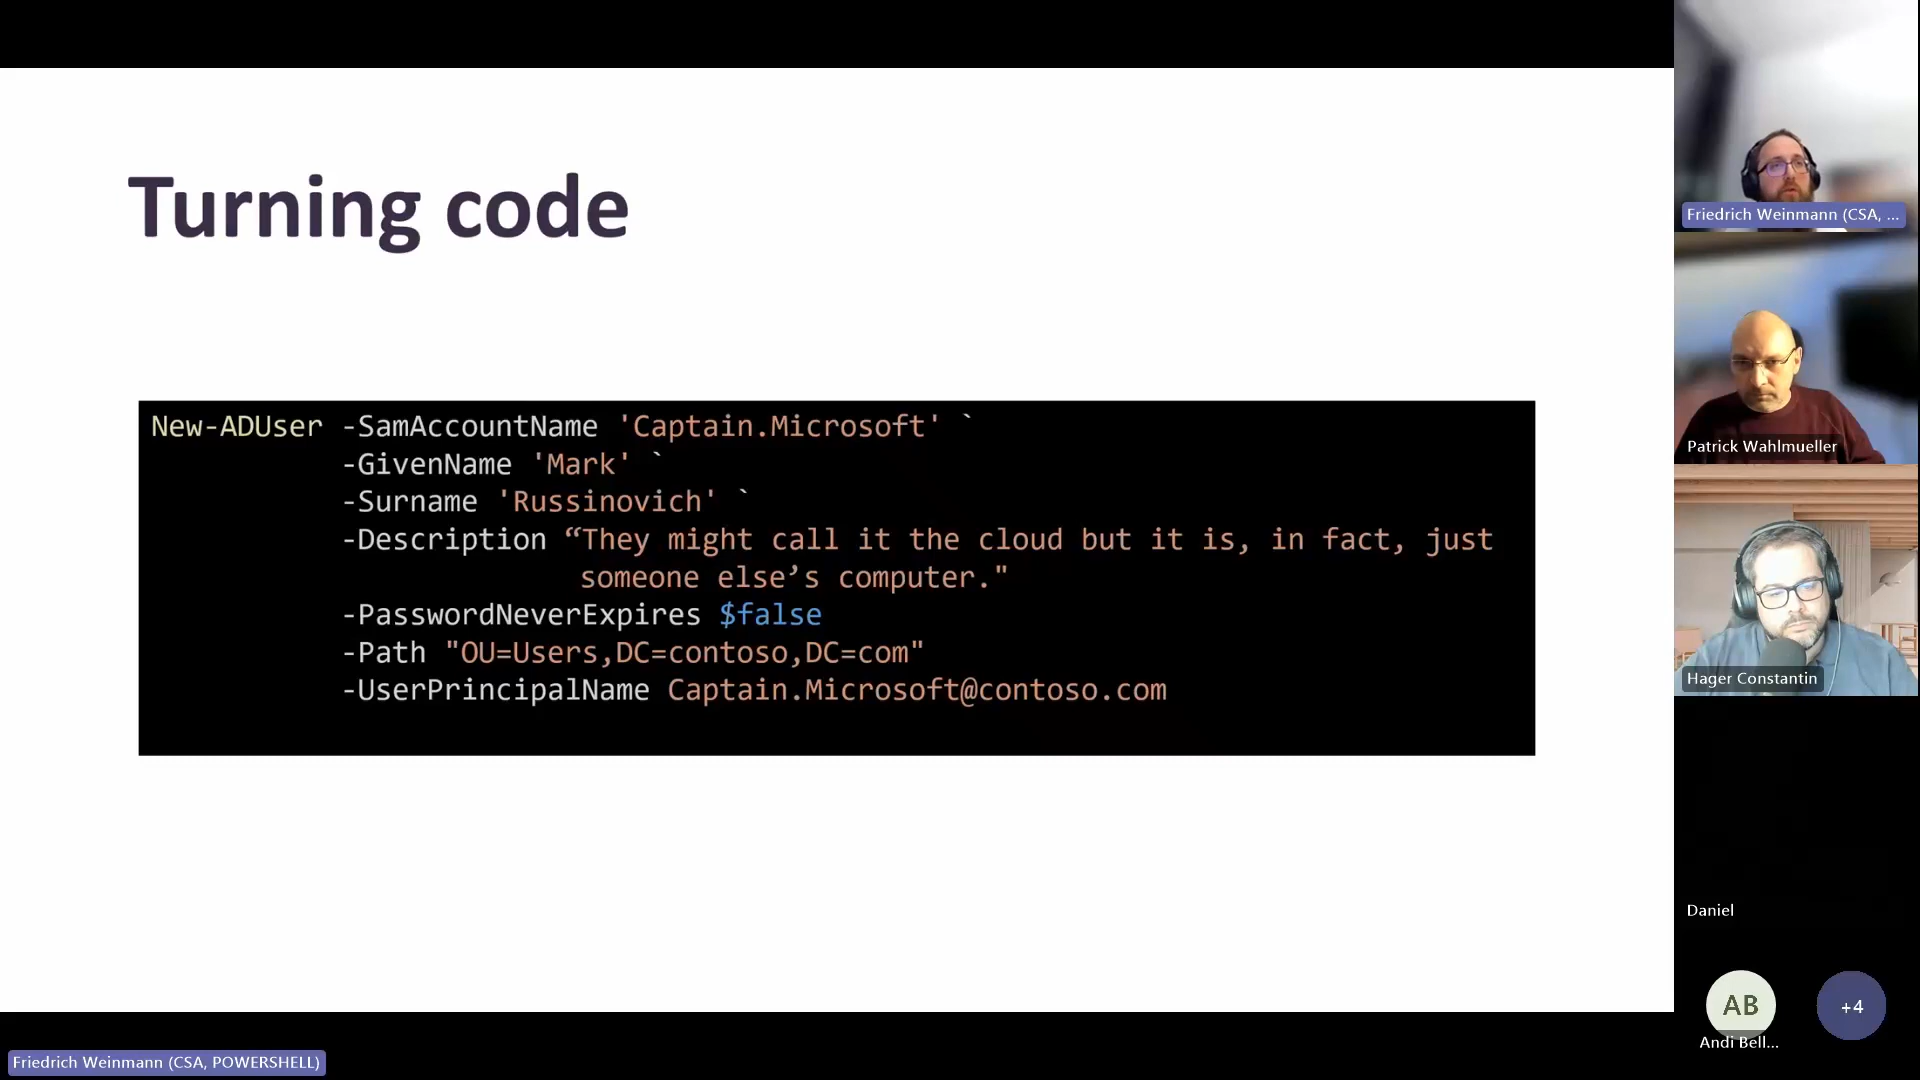 Turning code
New-ADUser -SamAccountName 'Captain.Microsoft' `
-GivenName 'Mark' `
-Surname 'Russinovich' `
-Description “They might call it the cloud but it is, in fact, just
someone else’s computer."
-PasswordNeverExpires $false
-Path "OU=Users,DC=contoso,DC=com"
-UserPrincipalName Captain.Microsoft@contoso.com
Friedrich Weinmann (CSA, ...
Patrick Wahlmueller
Hager Constantin
Daniel
AB
+4
Andi Bell...
Friedrich Weinmann (CSA, POWERSHELL)